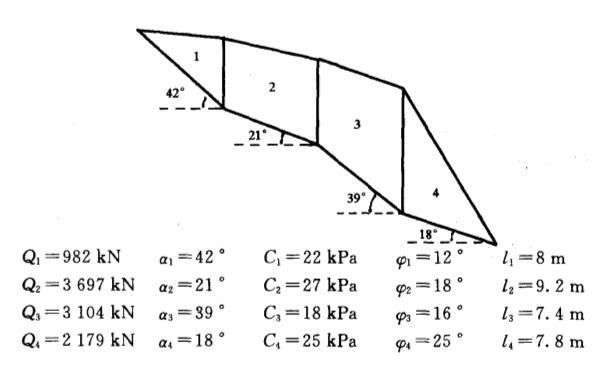 1
2
42°
21°
3
39°
4
18°
Q₁=982 kN α₁=42° C₁=22 kPa φ₁=12° l₁=8 m
Q₂=3 697 kN α₂=21° C₂=27 kPa φ₂=18° l₂=9. 2 m
Q₃=3 104 kN α₃=39° C₃=18 kPa φ₃=16° l₃=7. 4 m
Q₄=2 179 kN α₄=18° C₄=25 kPa φ₄=25° l₄=7. 8 m